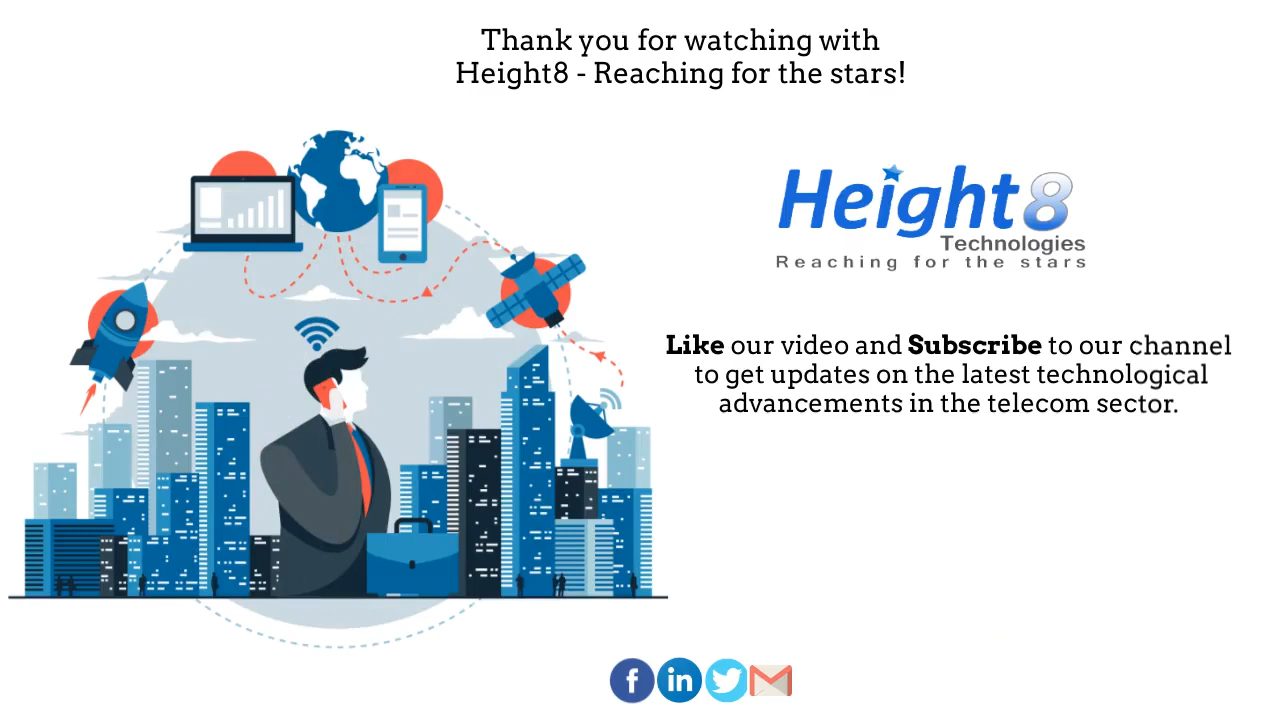 Thank you for watching with
Height8 - Reaching for the stars!
Height8
Technologies
Reaching for the stars
Like our video and Subscribe to our channel
to get updates on the latest technological
advancements in the telecom sector.
f in